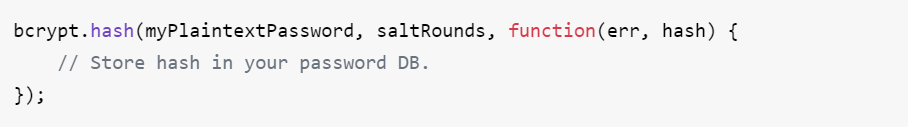 bcrypt.hash(myPlaintextPassword, saltRounds, function(err, hash) {
    // Store hash in your password DB.
});